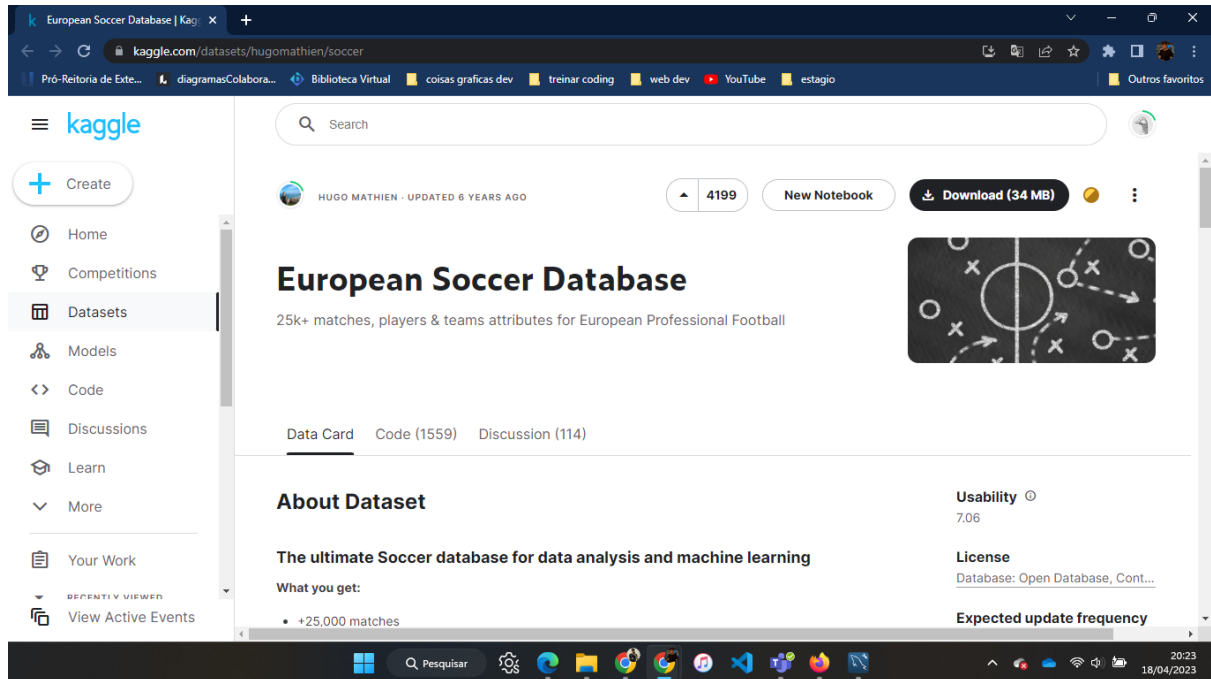 European Soccer Database | Kag
kaggle.com/datasets/hugomathien/soccer
Pró-Reitoria de Exte... diagramasColabora... Biblioteca Virtual coisas graficas dev treinar coding web dev YouTube estagio Outros favoritos
kaggle
Search
Create
HUGO MATHIEN · UPDATED 6 YEARS AGO
4199
New Notebook
Download (34 MB)
Home
Competitions
Datasets
Models
Code
Discussions
Learn
More
Your Work
RECENTLY VIEWED
View Active Events
European Soccer Database
25k+ matches, players & teams attributes for European Professional Football
Data Card Code (1559) Discussion (114)
About Dataset
The ultimate Soccer database for data analysis and machine learning
What you get:
• +25,000 matches
Usability
7.06
License
Database: Open Database, Cont...
Expected update frequency
Pesquisar
20:23
18/04/2023